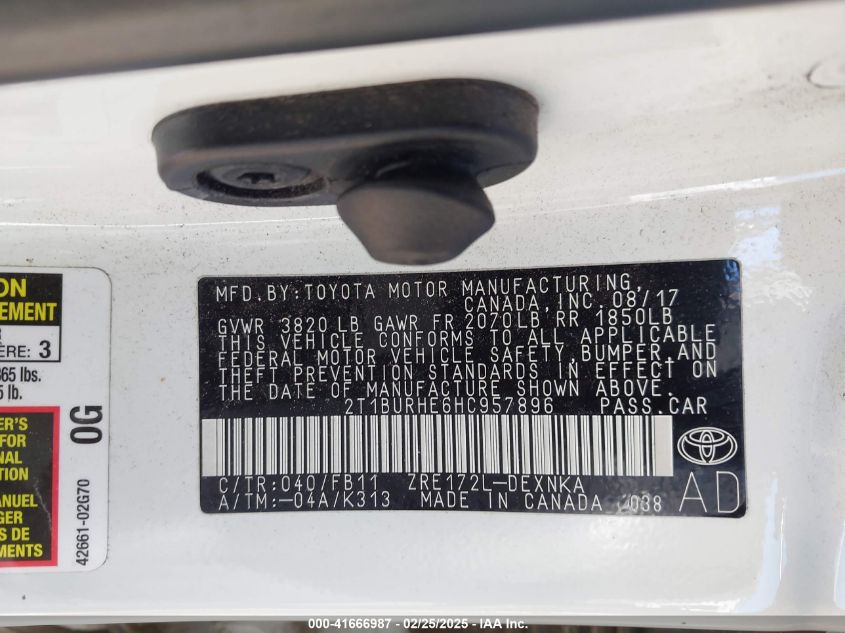 MFD. BY: TOYOTA MOTOR MANUFACTURING,
CANADA, INC. 08/17
GVWR 3820 LB GAWR FR 2070LB RR 1850LB
THIS VEHICLE CONFORMS TO ALL APPLICABLE
FEDERAL MOTOR VEHICLE SAFETY, BUMPER, AND
THEFT PREVENTION STANDARDS IN EFFECT ON
THE DATE OF MANUFACTURE SHOWN ABOVE.
2T1BURHE6HC957896 PASS.CAR
C/TR: 040/FB11 ZRE172L-DEXNKA
A/TM: -04A/K313 MADE IN CANADA 038
AD
ON
EMENT
ERE: 3
365 lbs.
5 lb.
ER'S
FOR
NAL
TION
ANUEL
GER
S DE
EMENTS
0G
42661-02G70
000-41666987 - 02/25/2025 - IAA Inc.